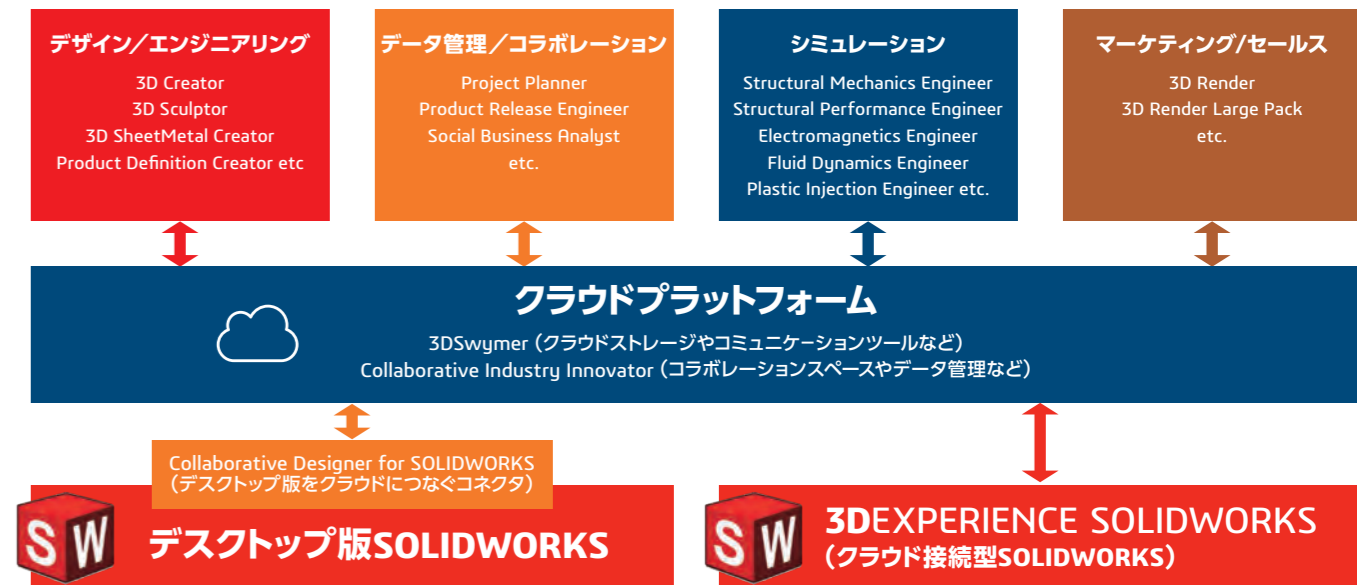 デザイン／エンジニアリング
3D Creator
3D Sculptor
3D SheetMetal Creator
Product Definition Creator etc
データ管理／コラボレーション
Project Planner
Product Release Engineer
Social Business Analyst
etc.
シミュレーション
Structural Mechanics Engineer
Structural Performance Engineer
Electromagnetics Engineer
Fluid Dynamics Engineer
Plastic Injection Engineer etc.
マーケティング/セールス
3D Render
3D Render Large Pack
etc.
クラウドプラットフォーム
3DSwymer（クラウドストレージやコミュニケーションツールなど）
Collaborative Industry Innovator（コラボレーションスペースやデータ管理など）
Collaborative Designer for SOLIDWORKS
（デスクトップ版をクラウドにつなぐコネクタ）
SW
デスクトップ版SOLIDWORKS
SW
3DEXPERIENCE SOLIDWORKS
（クラウド接続型SOLIDWORKS）